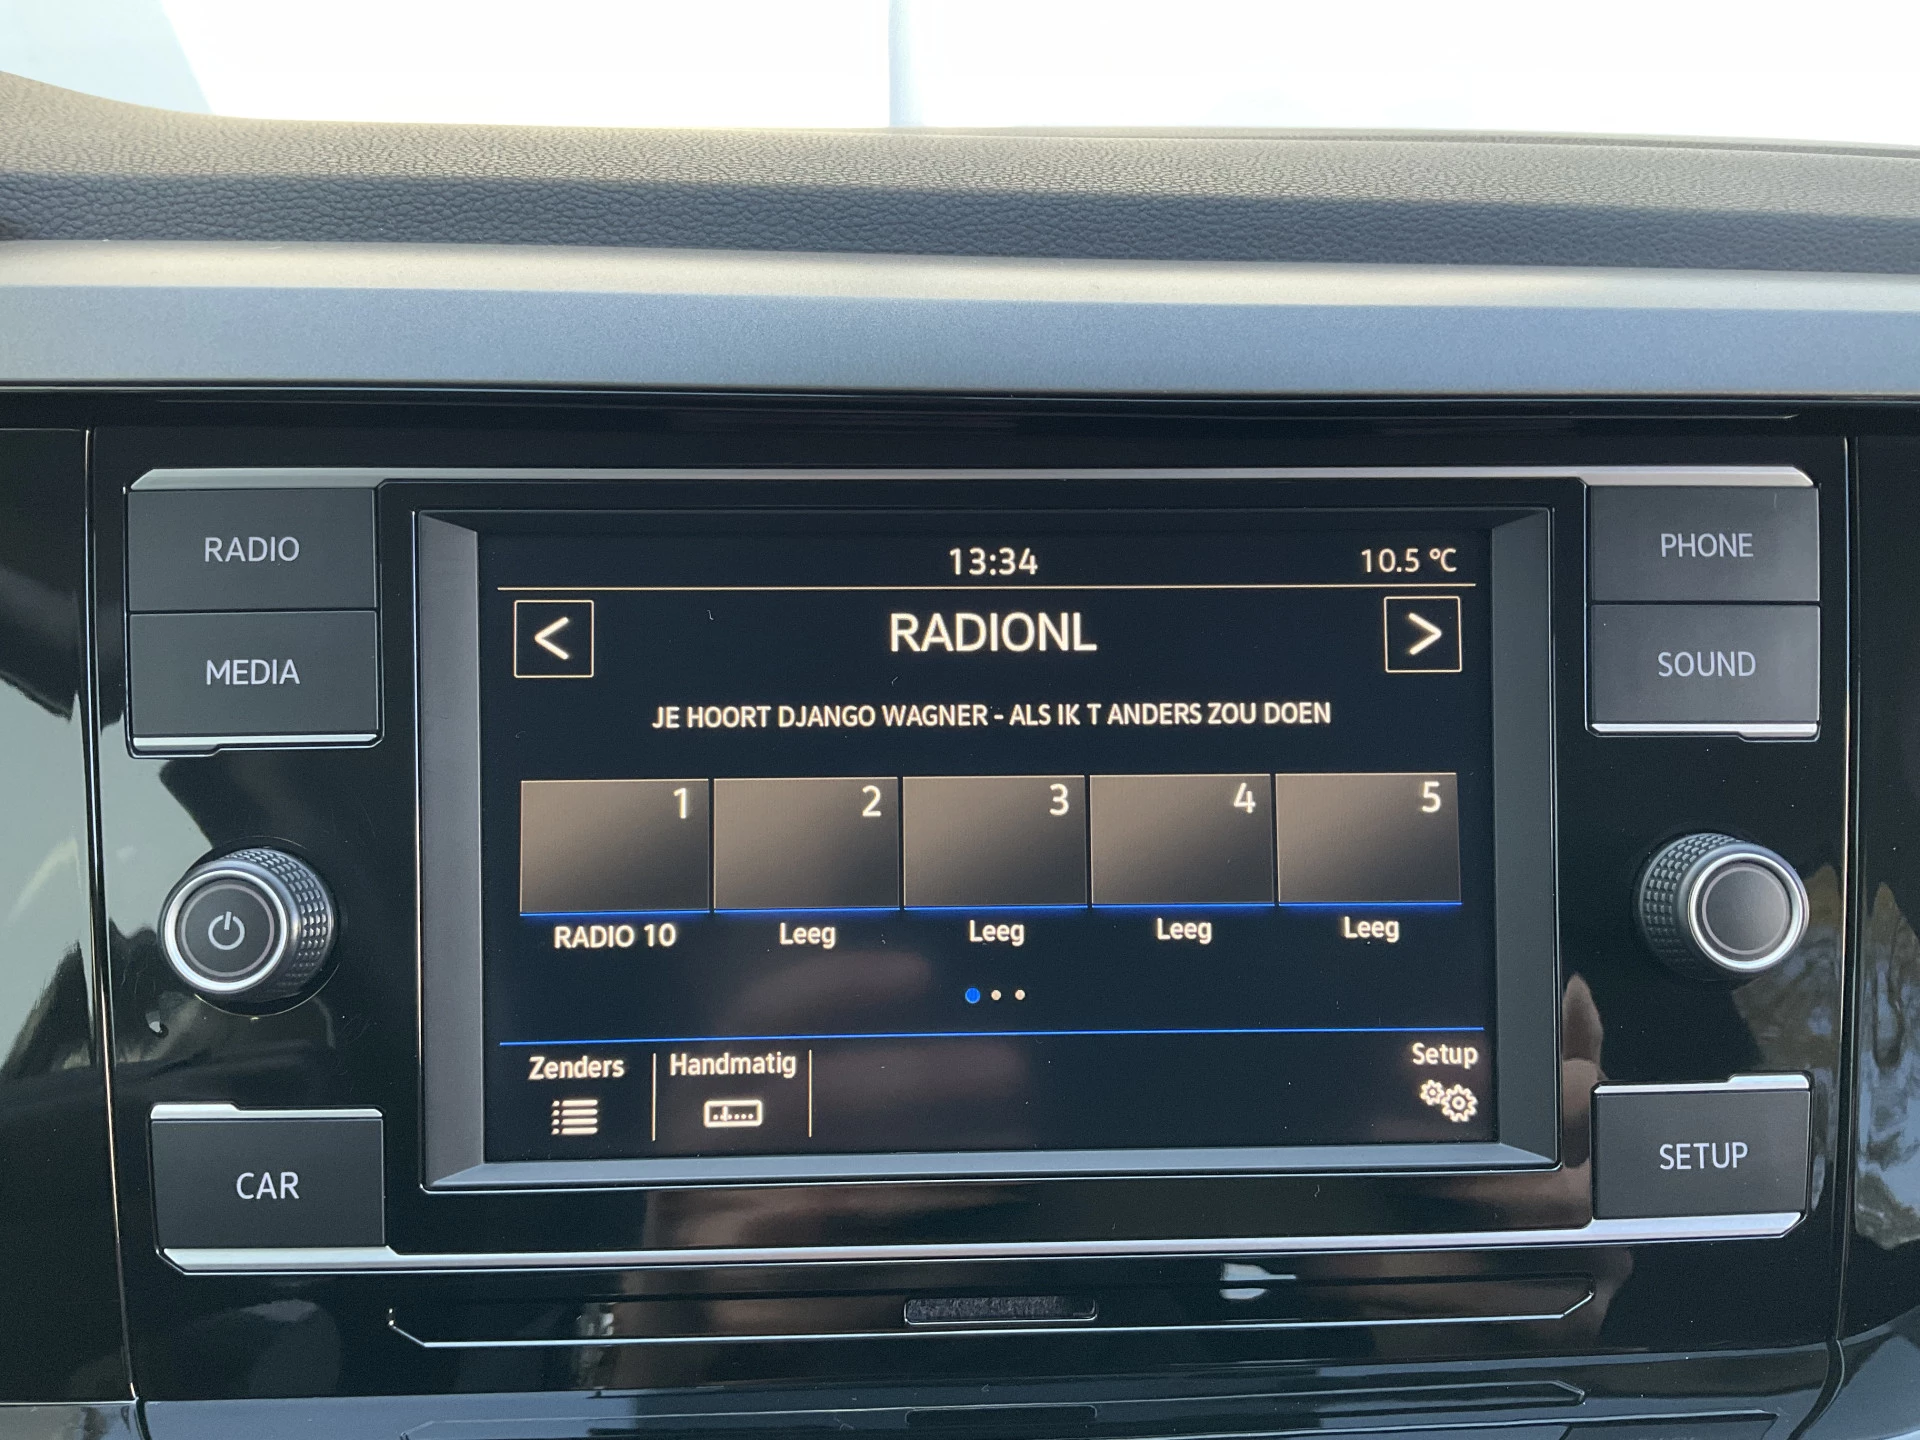 RADIO
MEDIA
CAR
13:34
10.5 °C
<
RADIONL
>
JE HOORT DJANGO WAGNER - ALS IK T ANDERS ZOU DOEN
1
2
3
4
5
RADIO 10
Leeg
Leeg
Leeg
Leeg
Zenders
Handmatig
Setup
PHONE
SOUND
SETUP